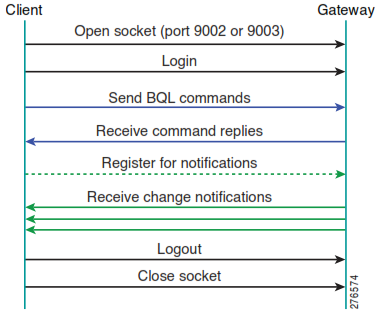 Client
Gateway
Open socket (port 9002 or 9003)
Login
Send BQL commands
Receive command replies
Register for notifications
Receive change notifications
Logout
Close socket
276574